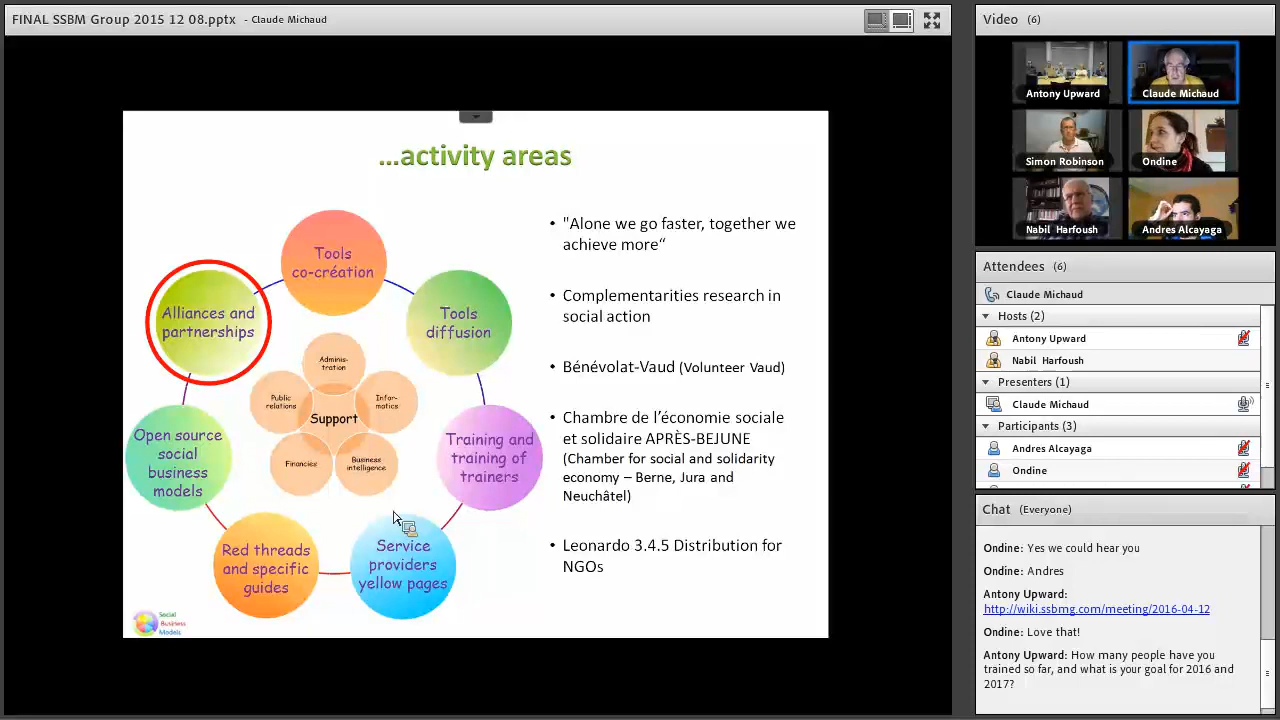 FINAL SSBM Group 2015 12 08.pptx - Claude Michaud
...activity areas
Tools
co-création
Tools
diffusion
Training and
training of
trainers
Service
providers
yellow pages
Red threads
and specific
guides
Open source
social
business
models
Alliances and
partnerships
Support
Adminis-
tration
Infor-
matics
Business
intelligence
Financies
Public
relations
Social
Business
Models
• "Alone we go faster, together we
achieve more“
• Complementarities research in
social action
• Bénévolat-Vaud (Volunteer Vaud)
• Chambre de l’économie sociale
et solidaire APRÈS-BEJUNE
(Chamber for social and solidarity
economy – Berne, Jura and
Neuchâtel)
• Leonardo 3.4.5 Distribution for
NGOs
Video (6)
Antony Upward
Claude Michaud
Simon Robinson
Ondine
Nabil Harfoush
Andres Alcayaga
Attendees (6)
Claude Michaud
Hosts (2)
Antony Upward
Nabil Harfoush
Presenters (1)
Claude Michaud
Participants (3)
Andres Alcayaga
Ondine
Chat (Everyone)
Ondine: Yes we could hear you
Ondine: Andres
Antony Upward:
http://wiki.ssbmg.com/meeting/2016-04-12
Ondine: Love that!
Antony Upward: How many people have you
trained so far, and what is your goal for 2016 and
2017?